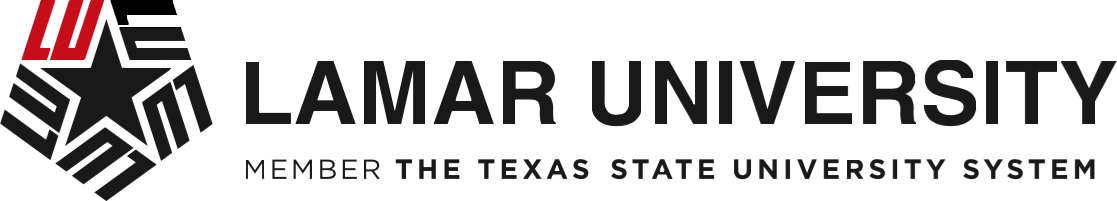 LAMAR UNIVERSITY
MEMBER THE TEXAS STATE UNIVERSITY SYSTEM